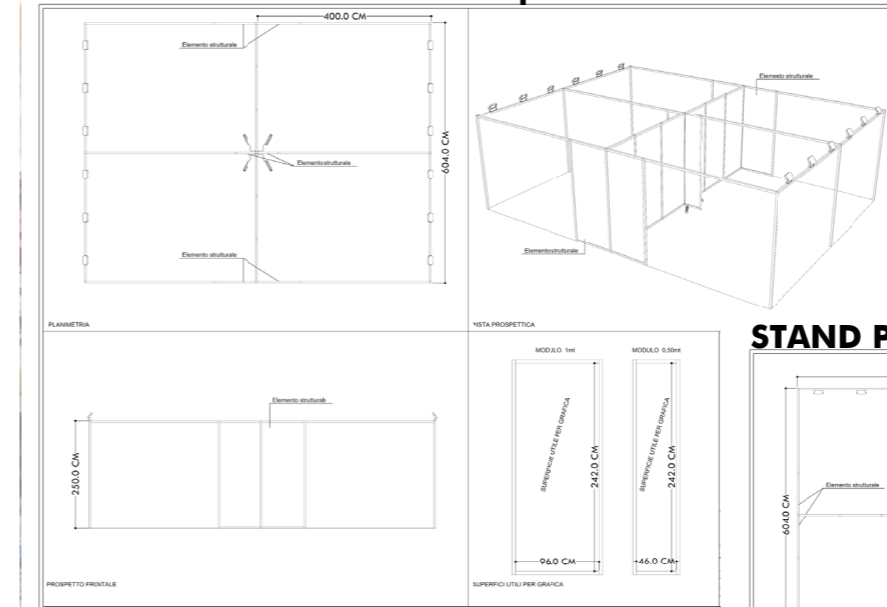 400.0 CM
Elemento strutturale
604.0 CM
Elementostrutturale
Elemento strutturale
PLANIMETRIA
Elemento strutturale
Elementostrutturale
VISTA PROSPETTICA
Elemento strutturale
250.0 CM
PROSPETTO FRONTALE
MODULO 1mt
MODULO 0,50mt
SUPERFICIE UTILE PER GRAFICA
242.0 CM
SUPERFICIE UTILE PER GRAFICA
242.0 CM
96.0 CM
46.0 CM
SUPERFICI UTILI PER GRAFICA
STAND P
Elemento strutturale
604.0 CM